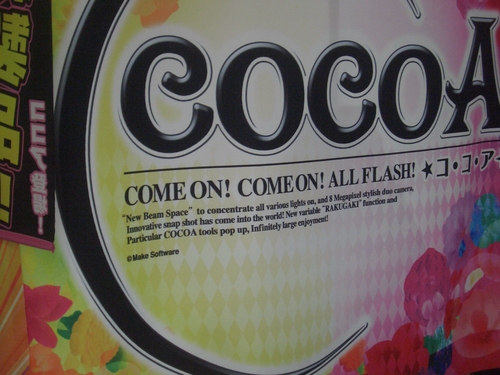 COCOA
COME ON! COME ON! ALL FLASH! ★コ・コ・ア
"New Beam Space" to concentrate all various lights on, and 8 Megapixel stylish duo camera,
Innovative snap shot has come into the world! New variable "RAKUGAKI" function and
Particular COCOA tools pop up, Infinitely large enjoyment!
©Make Software